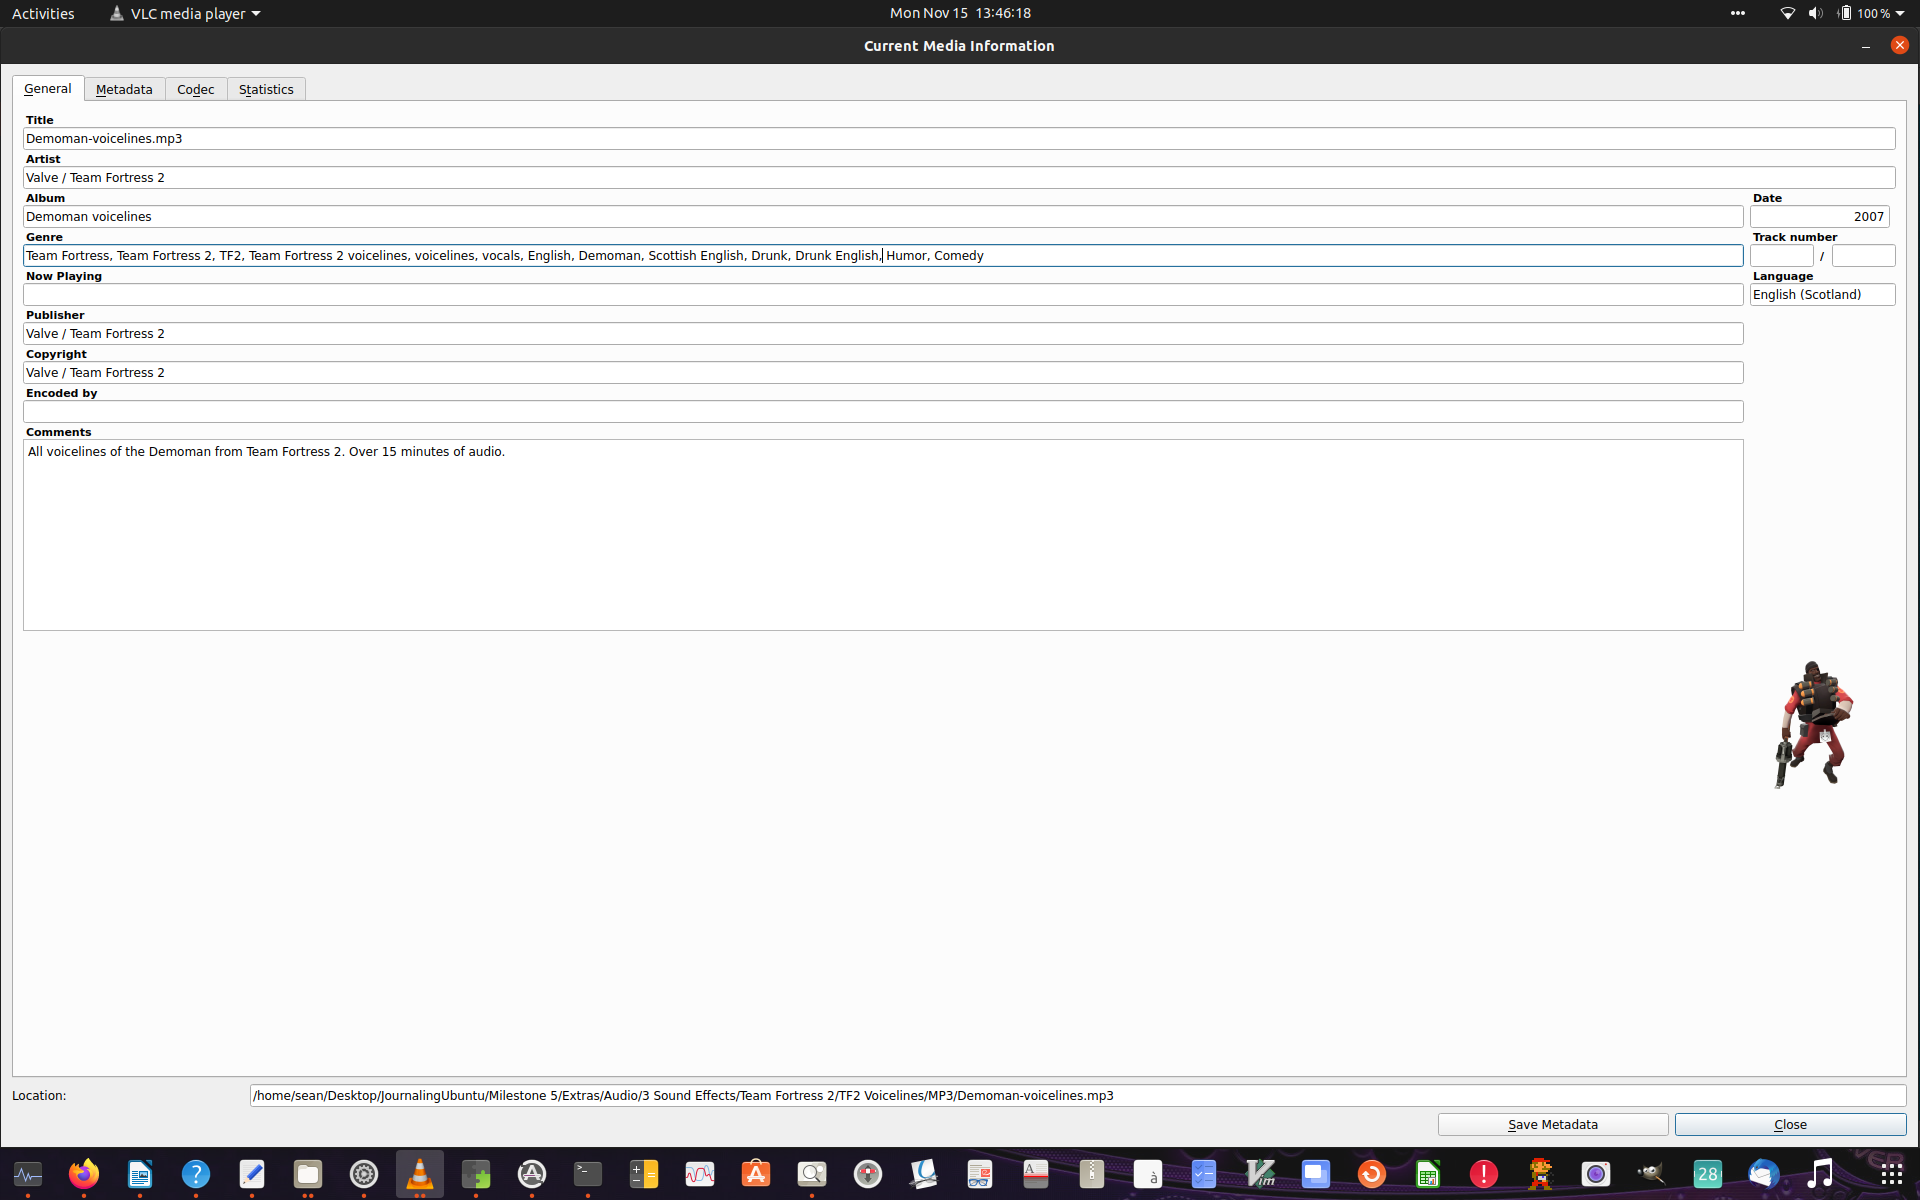 Activities VLC media player Mon Nov 15 13:46:18 100 %
Current Media Information
General Metadata Codec Statistics
Title
Demoman-voicelines.mp3
Artist
Valve / Team Fortress 2
Album Date
Demoman voicelines 2007
Genre Track number
Team Fortress, Team Fortress 2, TF2, Team Fortress 2 voicelines, voicelines, vocals, English, Demoman, Scottish English, Drunk, Drunk English, Humor, Comedy /
Now Playing Language
English (Scotland)
Publisher
Valve / Team Fortress 2
Copyright
Valve / Team Fortress 2
Encoded by
Comments
All voicelines of the Demoman from Team Fortress 2. Over 15 minutes of audio.
Location: /home/sean/Desktop/JournalingUbuntu/Milestone 5/Extras/Audio/3 Sound Effects/Team Fortress 2/TF2 Voicelines/MP3/Demoman-voicelines.mp3
Save Metadata Close
28